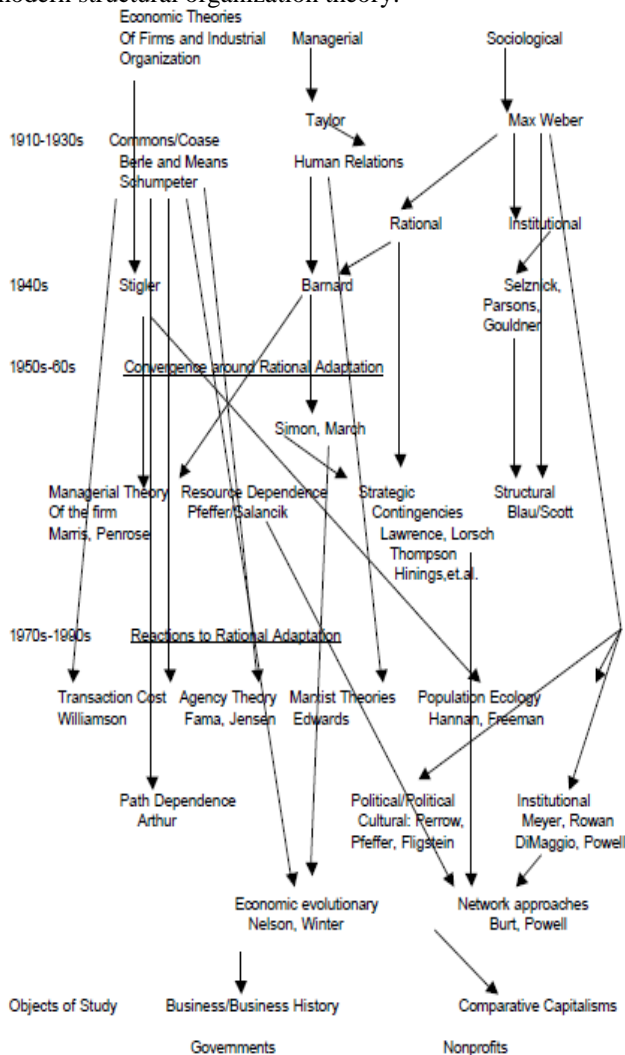 modern structural organization theory.
Economic Theories
Of Firms and Industrial Managerial Sociological
Organization
Taylor Max Weber
1910-1930s Commons/Coase
Berle and Means Human Relations
Schumpeter
Rational Institutional
1940s Stigler Barnard Selznick,
Parsons,
Gouldner
1950s-60s Convergence around Rational Adaptation
Simon, March
Managerial Theory Resource Dependence Strategic Structural
Of the firm Pfeffer/Salancik Contingencies Blau/Scott
Marris, Penrose Lawrence, Lorsch
Thompson
Hinings,et.al.
1970s-1990s Reactions to Rational Adaptation
Transaction Cost Agency Theory Marxist Theories Population Ecology
Williamson Fama, Jensen Edwards Hannan, Freeman
Path Dependence Political/Political Institutional
Arthur Cultural: Perrow, Meyer, Rowan
Pfeffer, Fligstein DiMaggio, Powell
Economic evolutionary Network approaches
Nelson, Winter Burt, Powell
Objects of Study Business/Business History Comparative Capitalisms
Governments Nonprofits